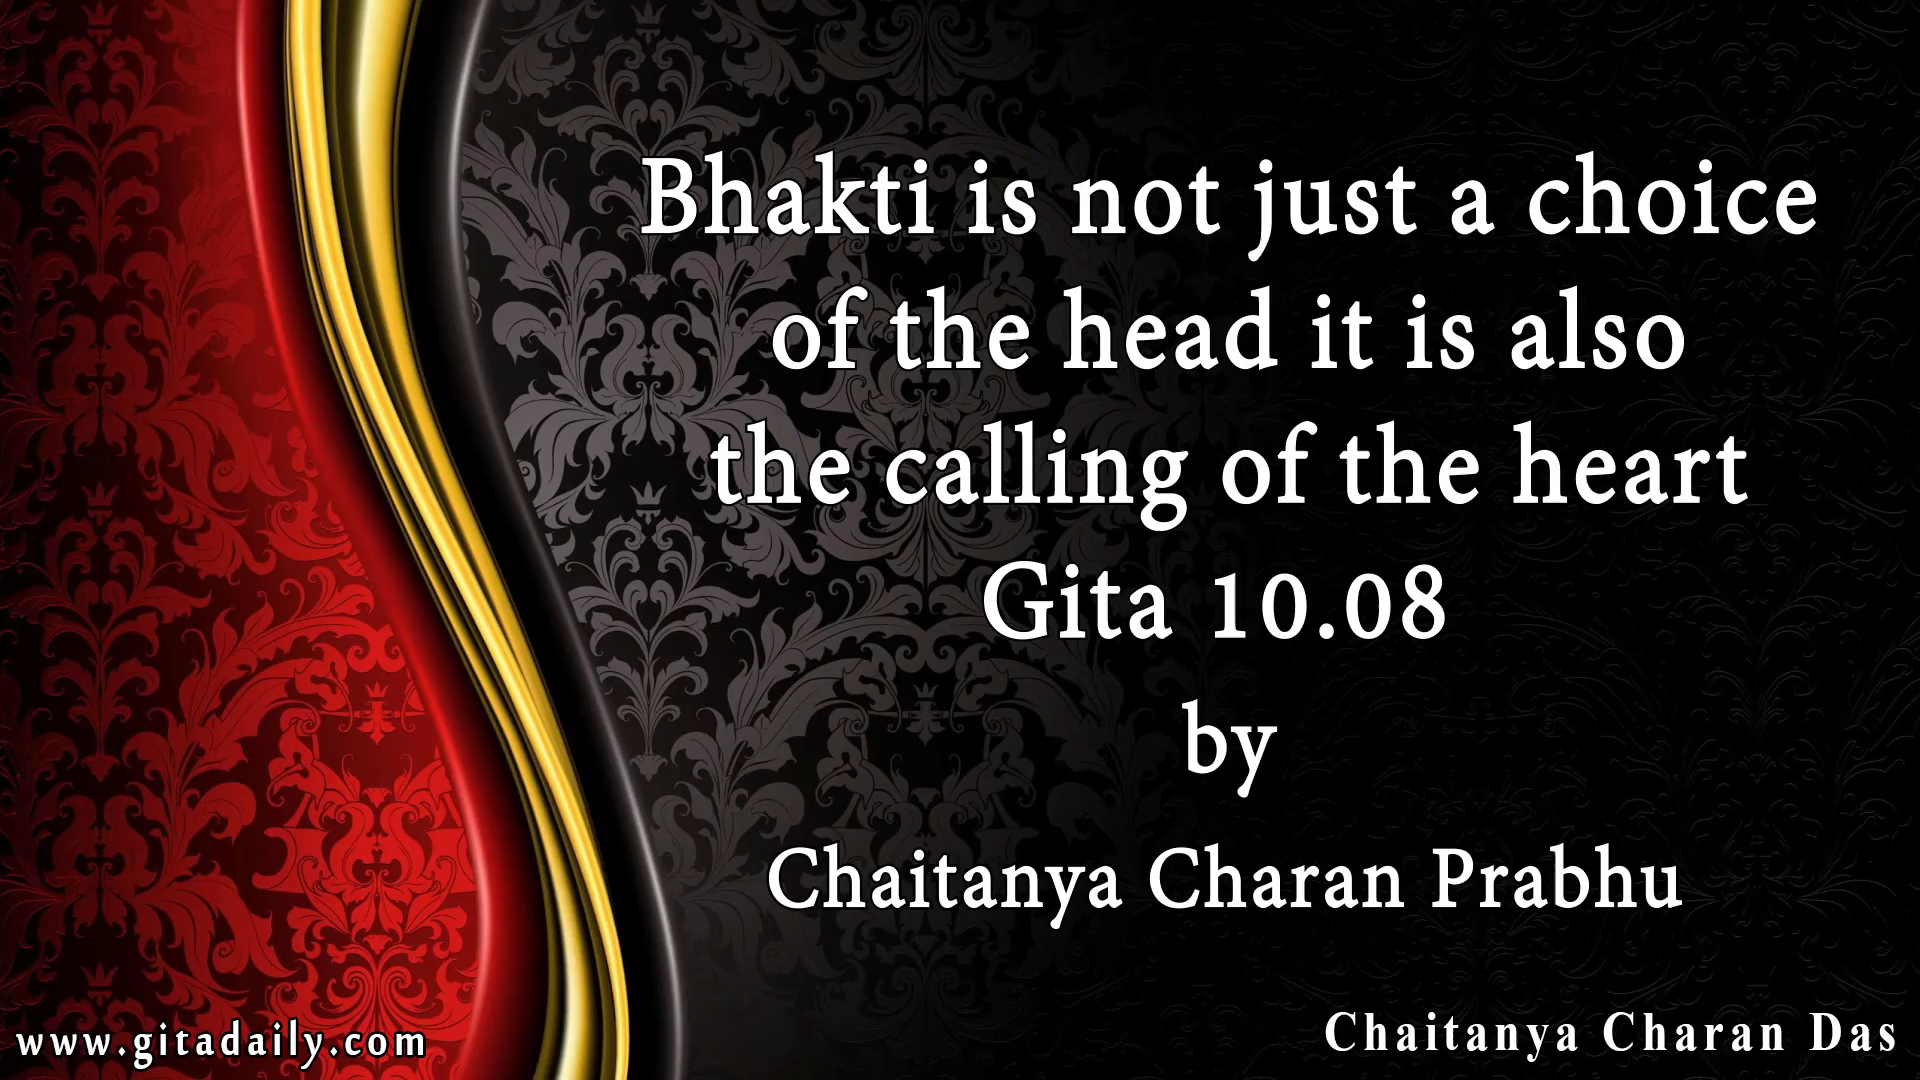 Bhakti is not just a choice
of the head it is also
the calling of the heart
Gita 10.08
by
Chaitanya Charan Prabhu
www.gitadaily.com
Chaitanya Charan Das